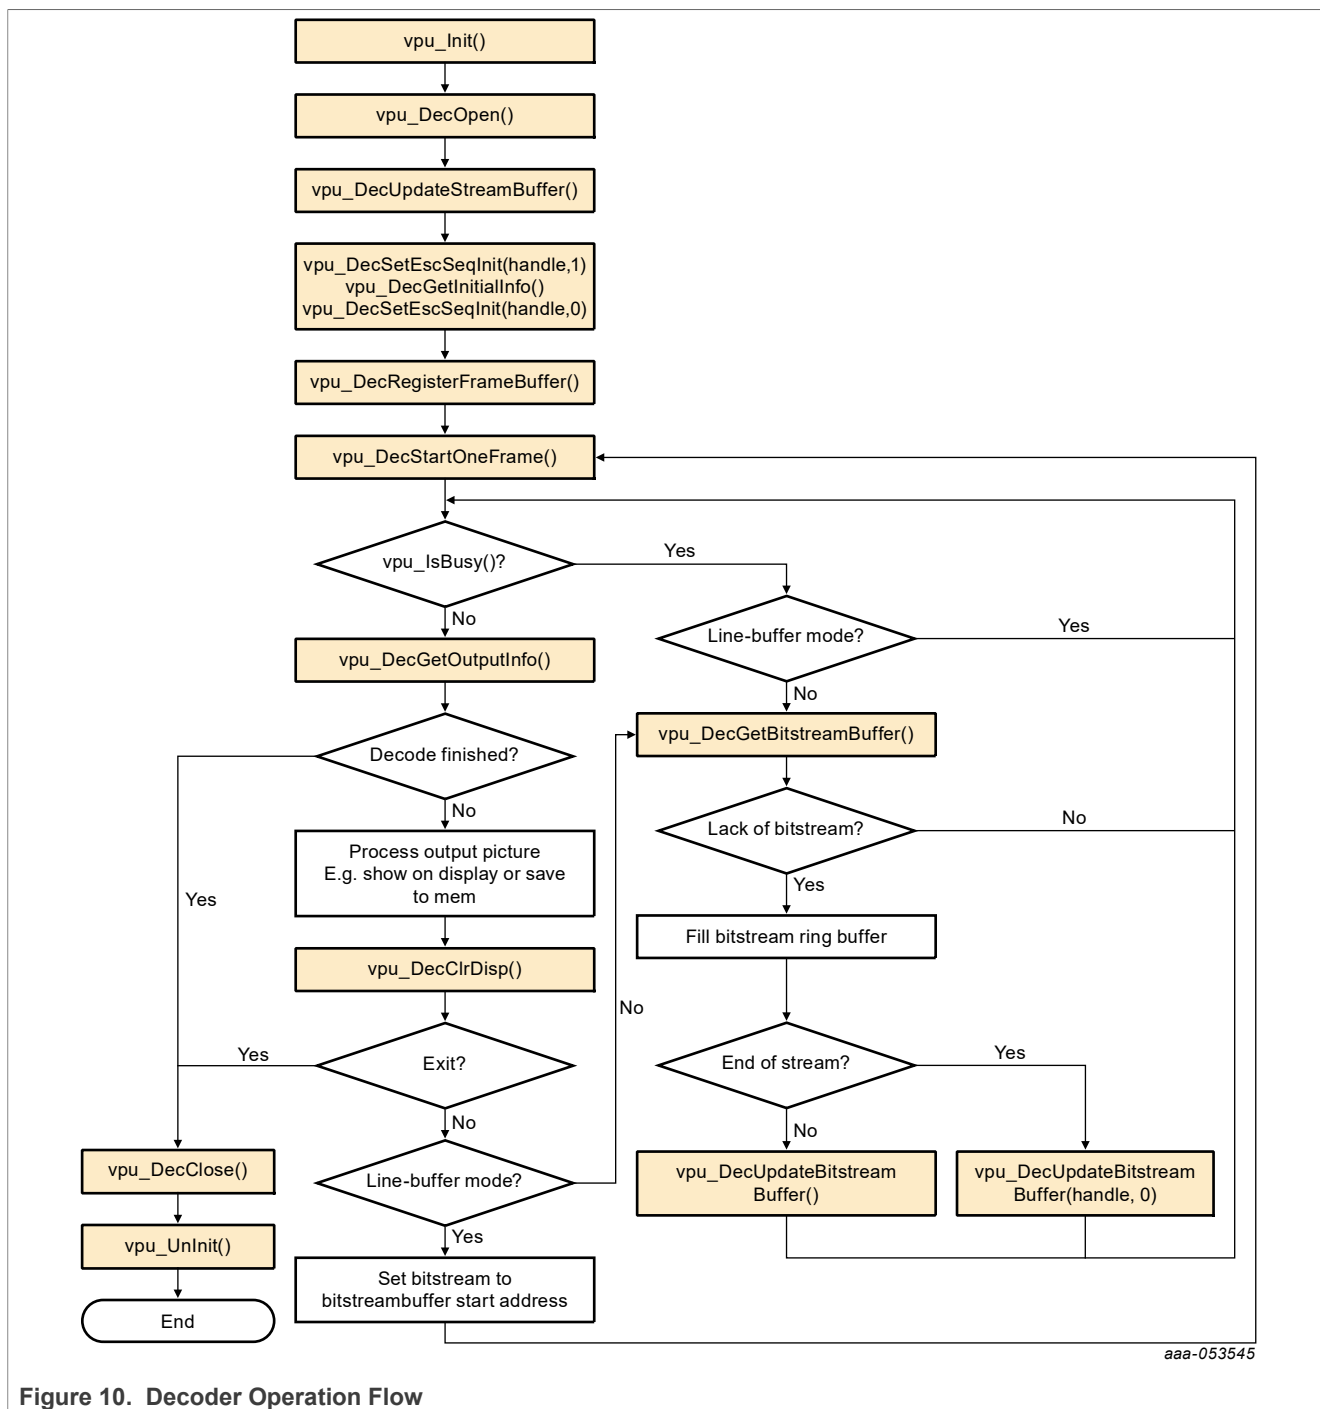 vpu_Init()
vpu_DecOpen()
vpu_DecUpdateStreamBuffer()
vpu_DecSetEscSeqInit(handle,1)
vpu_DecGetInitialInfo()
vpu_DecSetEscSeqInit(handle,0)
vpu_DecRegisterFrameBuffer()
vpu_DecStartOneFrame()
vpu_IsBusy()?
Yes
No
Line-buffer mode?
Yes
No
vpu_DecGetOutputInfo()
vpu_DecGetBitstreamBuffer()
Decode finished?
No
Yes
Lack of bitstream?
No
Yes
Process output picture
E.g. show on display or save
to mem
Fill bitstream ring buffer
vpu_DecClrDisp()
No
Exit?
Yes
No
End of stream?
Yes
No
vpu_DecClose()
Line-buffer mode?
Yes
vpu_DecUpdateBitstream
Buffer()
vpu_DecUpdateBitstream
Buffer(handle, 0)
vpu_UnInit()
Set bitstream to
bitstreambuffer start address
End
aaa-053545
Figure 10. Decoder Operation Flow